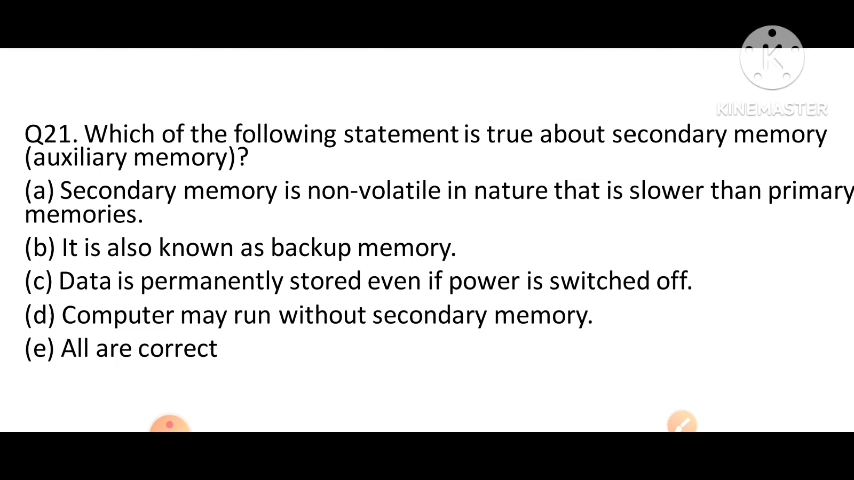 KINEMASTER
Q21. Which of the following statement is true about secondary memory
(auxiliary memory)?
(a) Secondary memory is non-volatile in nature that is slower than primary
memories.
(b) It is also known as backup memory.
(c) Data is permanently stored even if power is switched off.
(d) Computer may run without secondary memory.
(e) All are correct